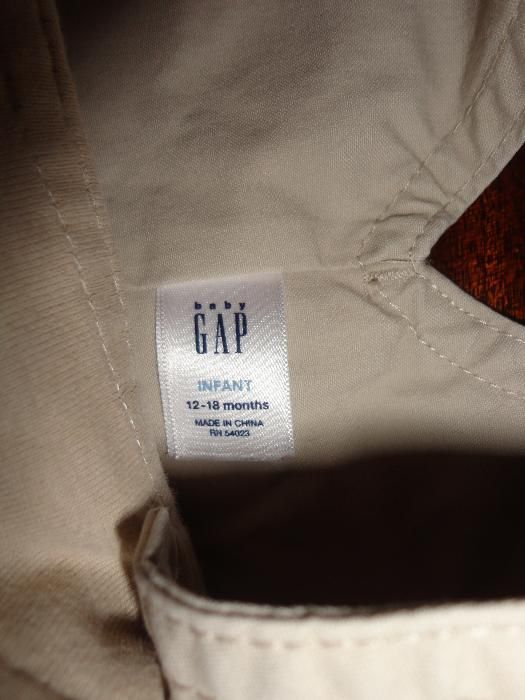 baby
GAP
INFANT
12-18 months
MADE IN CHINA
RN 54023